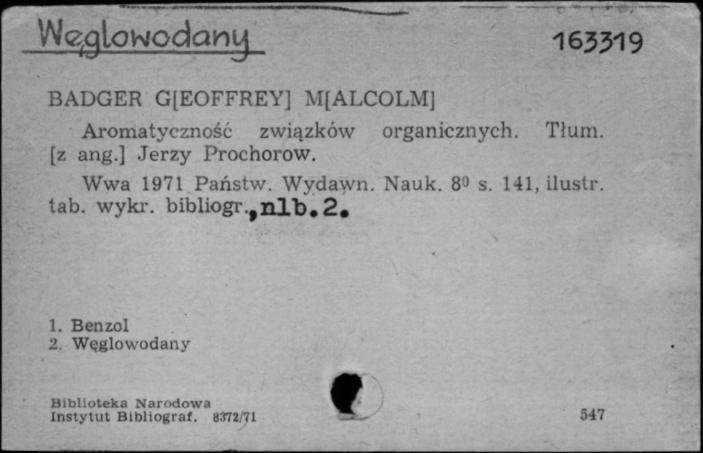 Węglowodany 163319
BADGER G[EOFFREY] M[ALCOLM]
Aromatyczność związków organicznych. Tłum.
[z ang.] Jerzy Prochorow.
Wwa 1971 Państw. Wydawn. Nauk. 8⁰ s. 141, ilustr.
tab. wykr. bibliogr., nlb. 2.
1. Benzol
2. Węglowodany
Biblioteka Narodowa
Instytut Bibliograf. 8372/71 547